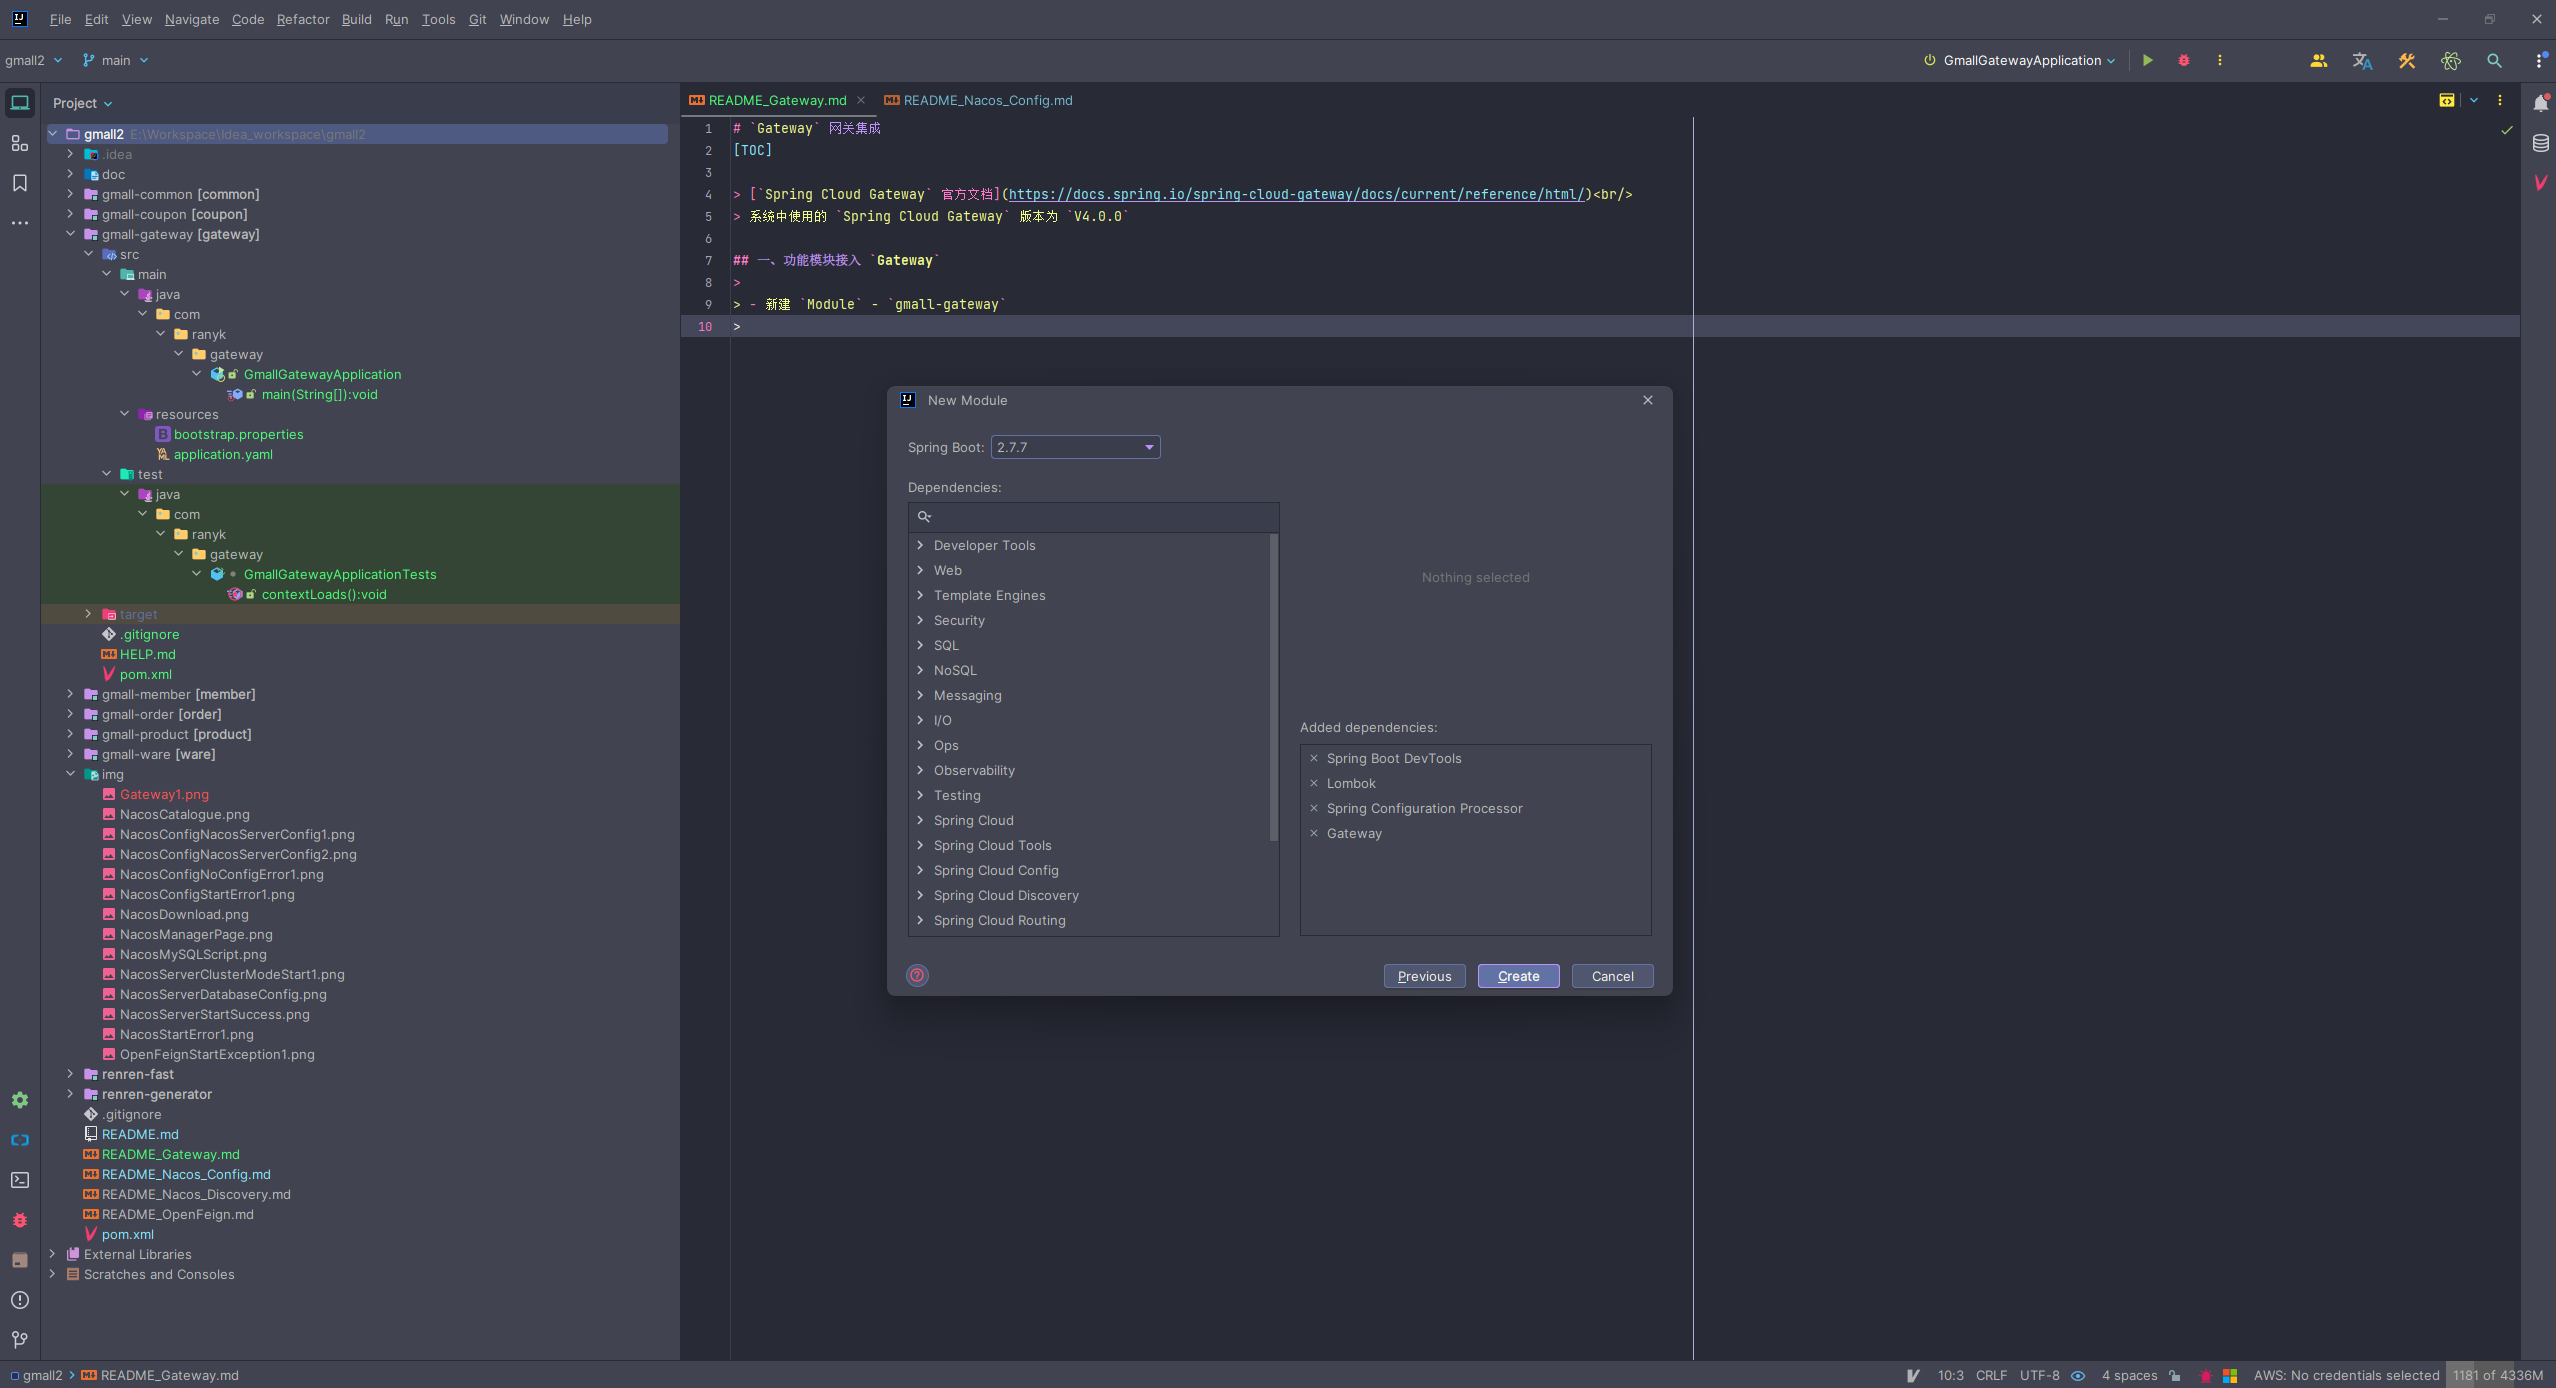 File Edit View Navigate Code Refactor Build Run Tools Git Window Help
gmall2 main GmallGatewayApplication
Project
README_Gateway.md README_Nacos_Config.md
gmall2 E:\Workspace\Idea_workspace\gmall2
.idea
doc
gmall-common [common]
gmall-coupon [coupon]
gmall-gateway [gateway]
src
main
java
com
ranyk
gateway
GmallGatewayApplication
main(String[]):void
resources
bootstrap.properties
application.yaml
test
java
com
ranyk
gateway
GmallGatewayApplicationTests
contextLoads():void
target
.gitignore
HELP.md
pom.xml
gmall-member [member]
gmall-order [order]
gmall-product [product]
gmall-ware [ware]
img
Gateway1.png
NacosCatalogue.png
NacosConfigNacosServerConfig1.png
NacosConfigNacosServerConfig2.png
NacosConfigNoConfigError1.png
NacosConfigStartError1.png
NacosDownload.png
NacosManagerPage.png
NacosMySQLScript.png
NacosServerClusterModeStart1.png
NacosServerDatabaseConfig.png
NacosServerStartSuccess.png
NacosStartError1.png
OpenFeignStartException1.png
renren-fast
renren-generator
.gitignore
README.md
README_Gateway.md
README_Nacos_Config.md
README_Nacos_Discovery.md
README_OpenFeign.md
pom.xml
External Libraries
Scratches and Consoles
1 # `Gateway` 网关集成
2 [TOC]
3
4 > [`Spring Cloud Gateway` 官方文档](https://docs.spring.io/spring-cloud-gateway/docs/current/reference/html/)<br/>
5 > 系统中使用的 `Spring Cloud Gateway` 版本为 `V4.0.0`
6
7 ## 一、功能模块接入 `Gateway`
8 >
9 > - 新建 `Module` - `gmall-gateway`
10 >
New Module
Spring Boot: 2.7.7
Dependencies:
Developer Tools
Web
Template Engines
Security
SQL
NoSQL
Messaging
I/O
Ops
Observability
Testing
Spring Cloud
Spring Cloud Tools
Spring Cloud Config
Spring Cloud Discovery
Spring Cloud Routing
Nothing selected
Added dependencies:
Spring Boot DevTools
Lombok
Spring Configuration Processor
Gateway
Previous Create Cancel
gmall2 README_Gateway.md 10:3 CRLF UTF-8 4 spaces AWS: No credentials selected 1181 of 4336M